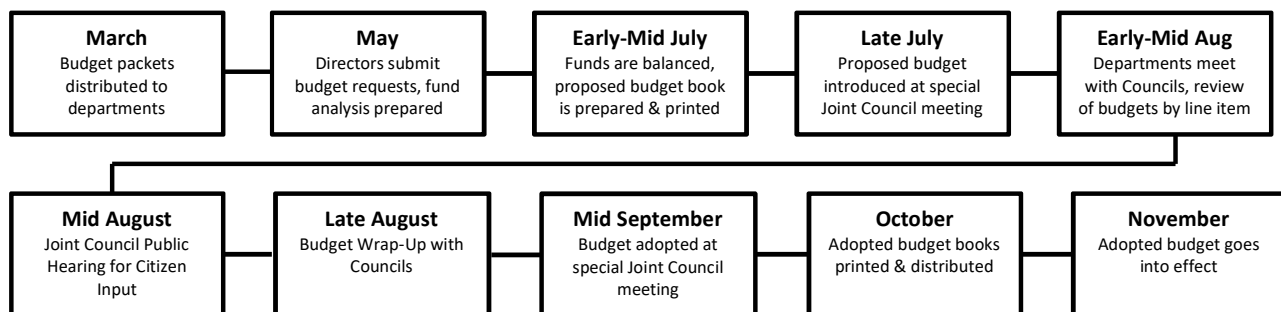 March
Budget packets
distributed to
departments
May
Directors submit
budget requests, fund
analysis prepared
Early-Mid July
Funds are balanced,
proposed budget book
is prepared & printed
Late July
Proposed budget
introduced at special
Joint Council meeting
Early-Mid Aug
Departments meet
with Councils, review
of budgets by line item
Mid August
Joint Council Public
Hearing for Citizen
Input
Late August
Budget Wrap-Up with
Councils
Mid September
Budget adopted at
special Joint Council
meeting
October
Adopted budget books
printed & distributed
November
Adopted budget goes
into effect